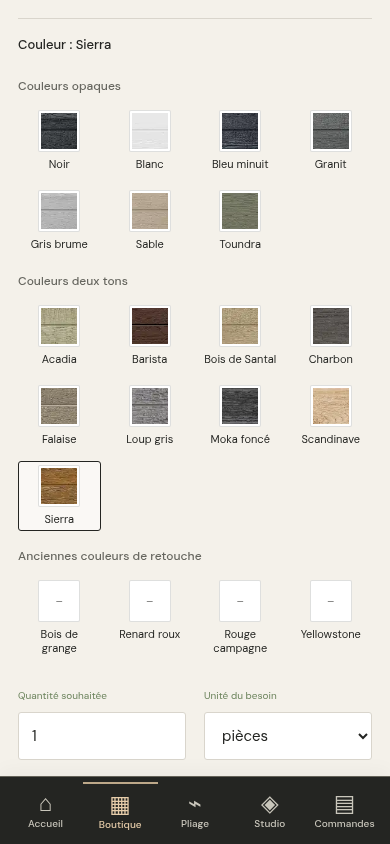 Couleur : Sierra
Couleurs opaques
Noir
Blanc
Bleu minuit
Granit
Gris brume
Sable
Toundra
Couleurs deux tons
Acadia
Barista
Bois de Santal
Charbon
Falaise
Loup gris
Moka foncé
Scandinave
Sierra
Anciennes couleurs de retouche
–
–
–
–
Bois de
grange
Renard roux
Rouge
campagne
Yellowstone
Quantité souhaitée
Unité du besoin
1
pièces
Accueil
Boutique
Pliage
Studio
Commandes